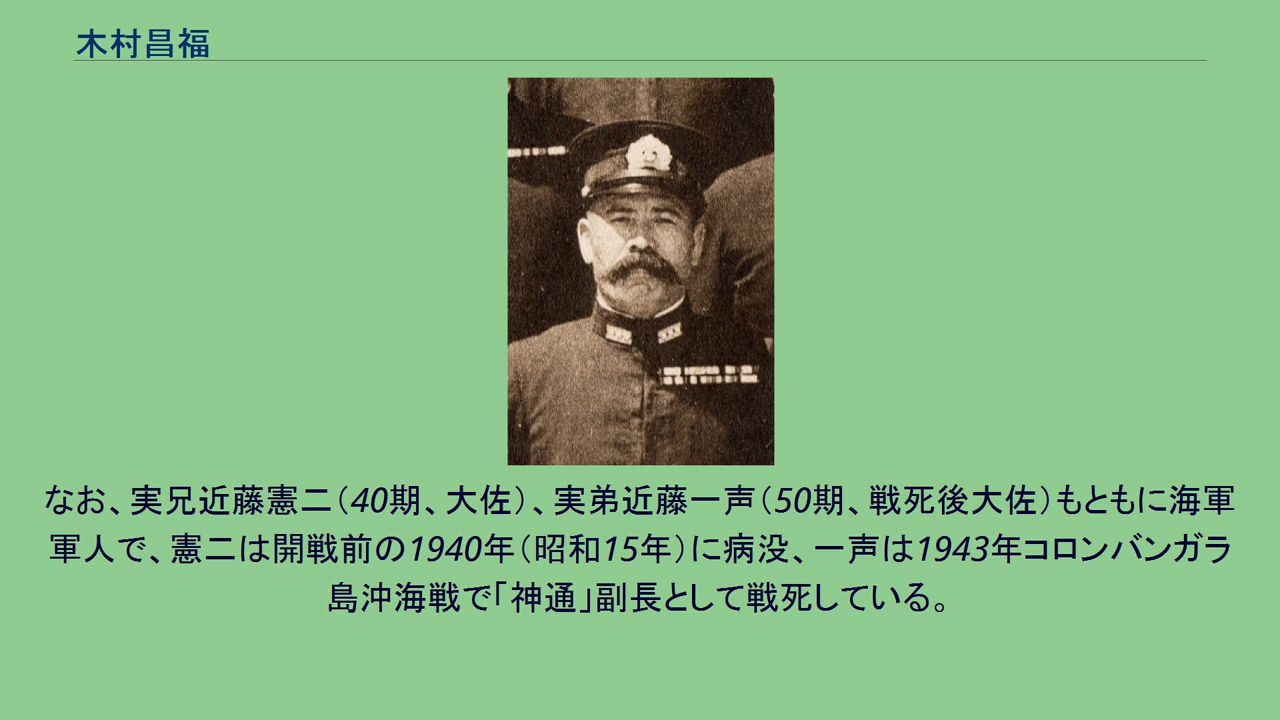 木村昌福
なお、実兄近藤憲二（40期、大佐）、実弟近藤一声（50期、戦死後大佐）もともに海軍
軍人で、憲二は開戦前の1940年（昭和15年）に病没、一声は1943年コロンバンガラ
島沖海戦で「神通」副長として戦死している。